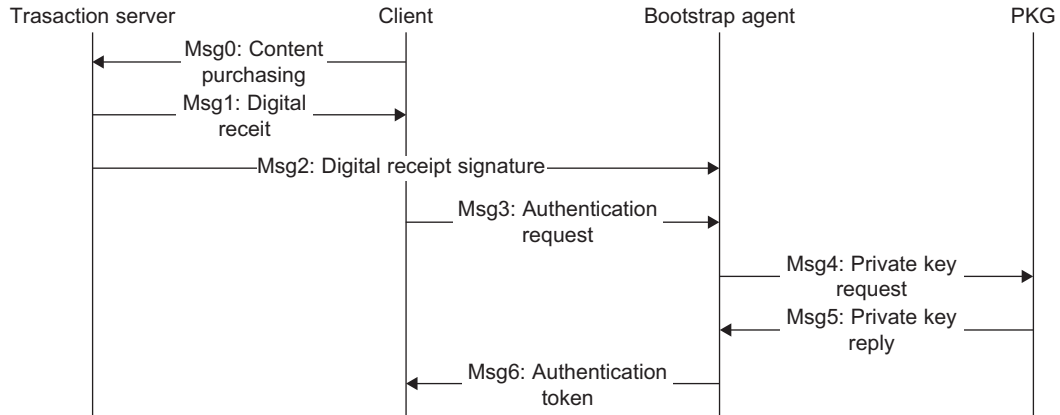 Trasaction server
Client
Bootstrap agent
PKG
Msg0: Content
purchasing
Msg1: Digital
receit
Msg2: Digital receipt signature
Msg3: Authentication
request
Msg4: Private key
request
Msg5: Private key
reply
Msg6: Authentication
token